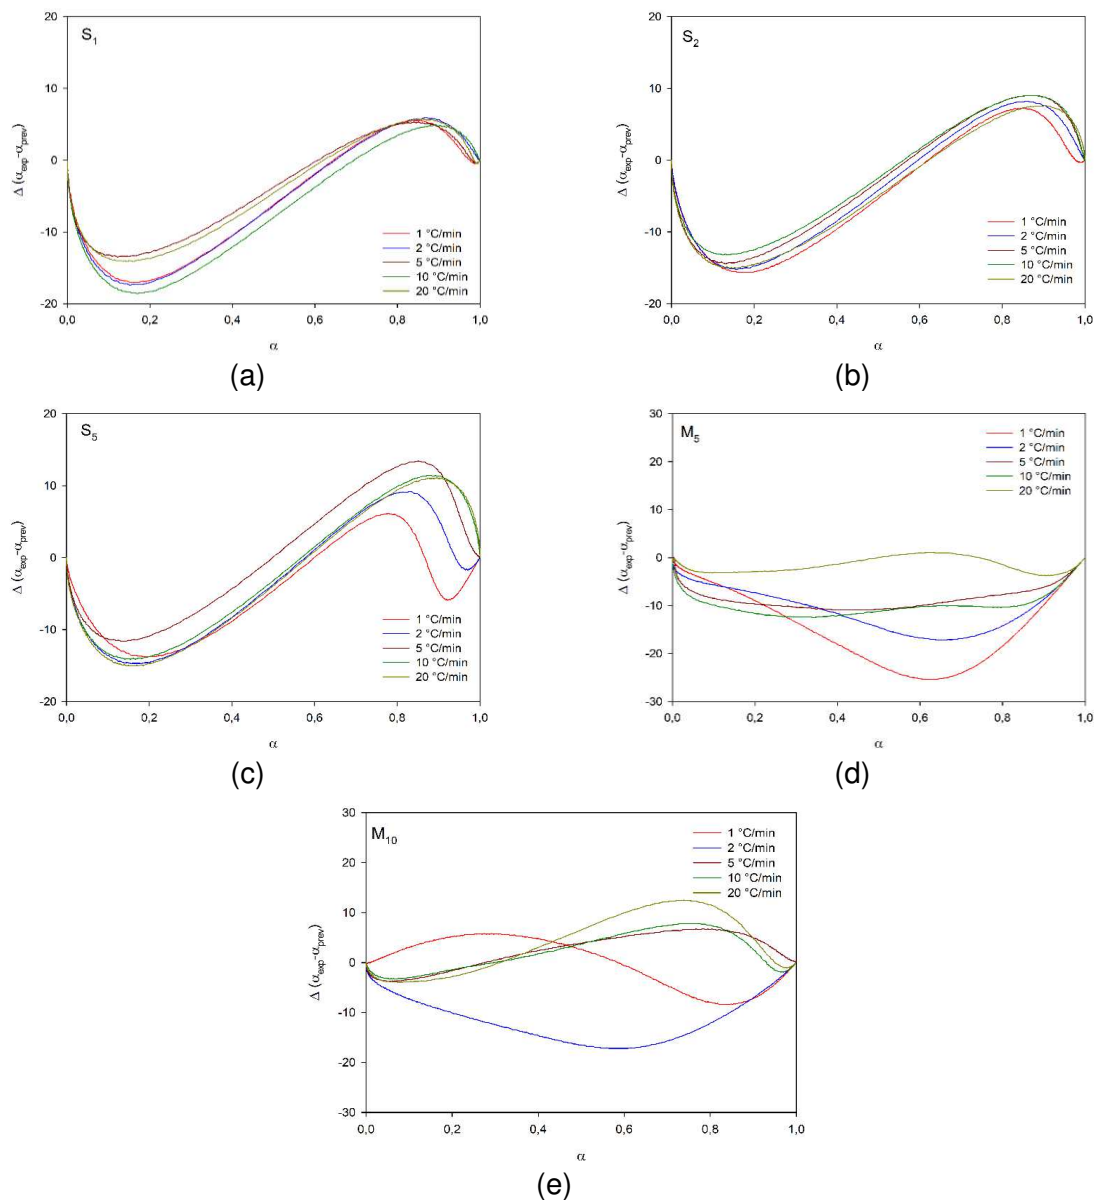 S1
Δ (αexp-αprev)
20
10
0
-10
-20
1 °C/min
2 °C/min
5 °C/min
10 °C/min
20 °C/min
0,0 0,2 0,4 0,6 0,8 1,0
α
(a)
S2
Δ (αexp-αprev)
20
10
0
-10
-20
1 °C/min
2 °C/min
5 °C/min
10 °C/min
20 °C/min
0,0 0,2 0,4 0,6 0,8 1,0
α
(b)
S5
Δ (αexp-αprev)
20
10
0
-10
-20
1 °C/min
2 °C/min
5 °C/min
10 °C/min
20 °C/min
0,0 0,2 0,4 0,6 0,8 1,0
α
(c)
M5
Δ (αexp-αprev)
30
20
10
0
-10
-20
-30
1 °C/min
2 °C/min
5 °C/min
10 °C/min
20 °C/min
0,0 0,2 0,4 0,6 0,8 1,0
α
(d)
M10
Δ (αexp-αprev)
30
20
10
0
-10
-20
-30
1 °C/min
2 °C/min
5 °C/min
10 °C/min
20 °C/min
0,0 0,2 0,4 0,6 0,8 1,0
α
(e)